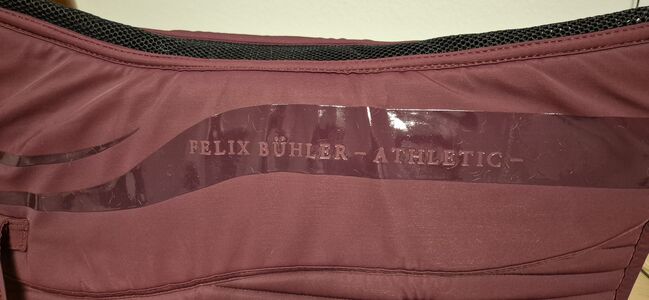 FELIX BÜHLER – ATHLETIC –